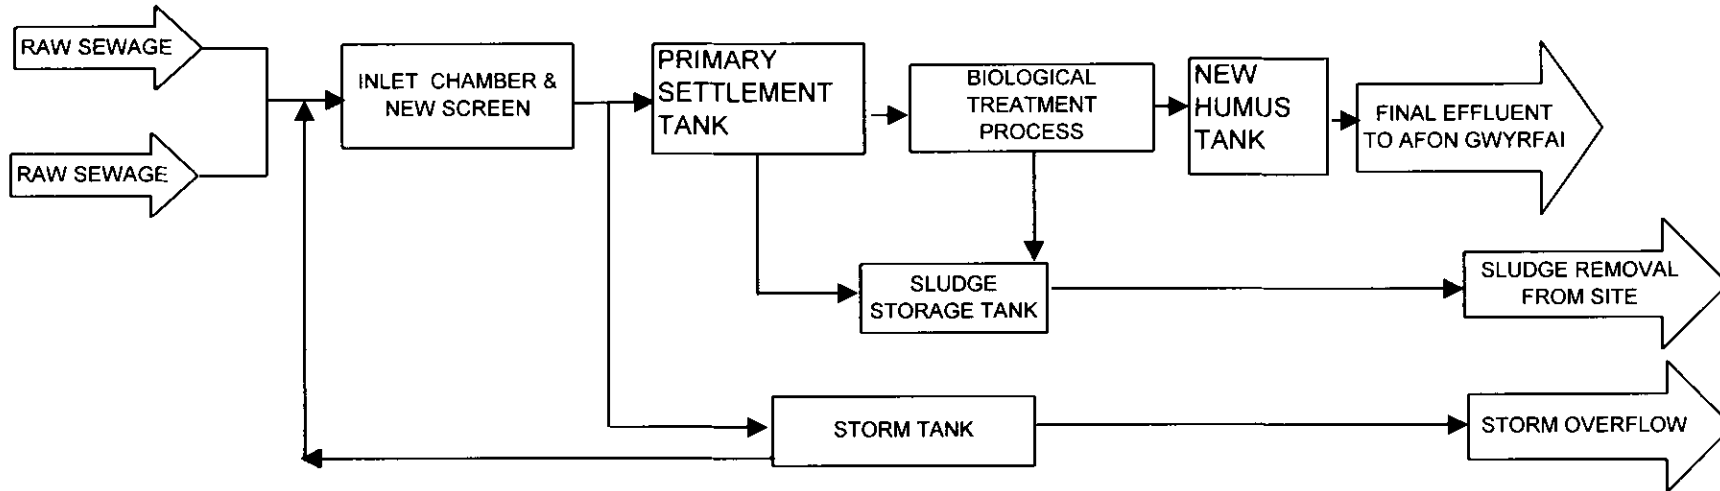 RAW SEWAGE
RAW SEWAGE
INLET CHAMBER &
NEW SCREEN
PRIMARY
SETTLEMENT
TANK
BIOLOGICAL
TREATMENT
PROCESS
NEW
HUMUS
TANK
FINAL EFFLUENT
TO AFON GWYRFAI
SLUDGE
STORAGE TANK
SLUDGE REMOVAL
FROM SITE
STORM TANK
STORM OVERFLOW